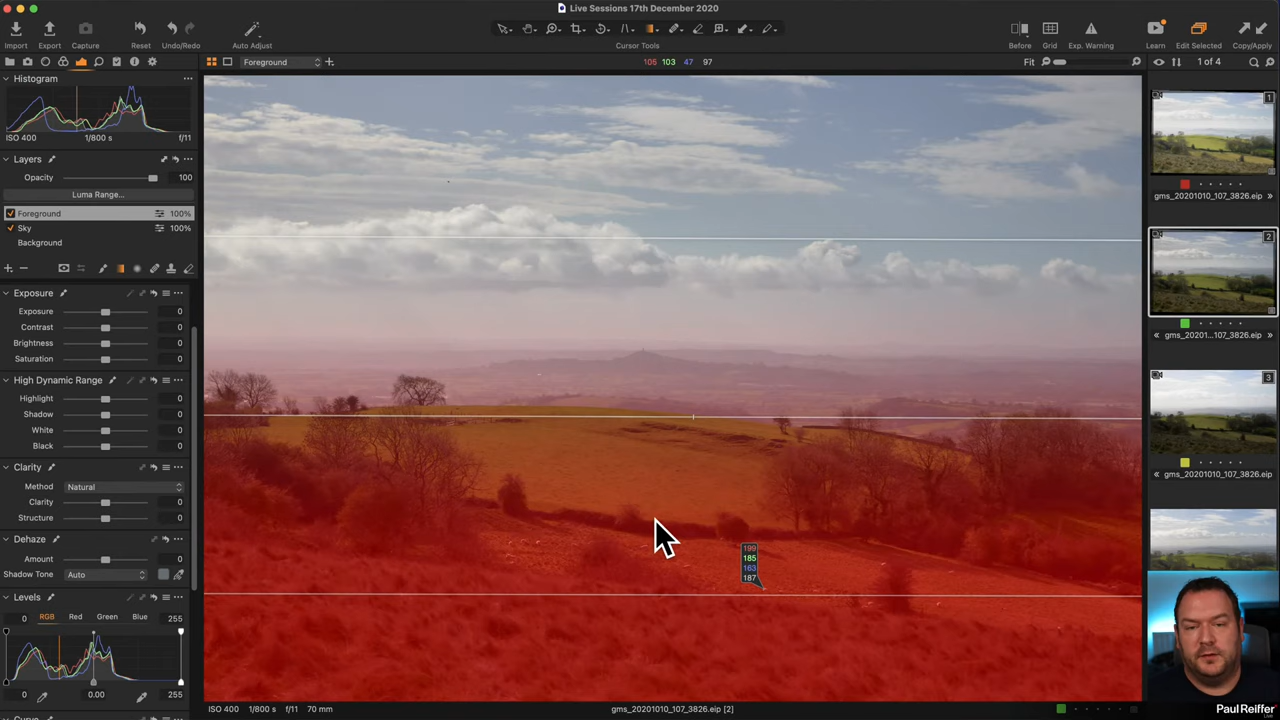 Live Sessions 17th December 2020
Import
Export
Capture
Reset
Undo/Redo
Auto Adjust
Cursor Tools
Before
Grid
Exp. Warning
Learn
Edit Selected
Copy/Apply
Foreground
105 103 47 97
Fit
1 of 4
Histogram
ISO 400 1/800 s f/11
Layers
Opacity 100
Luma Range...
Foreground 100%
Sky 100%
Background
Exposure
Exposure 0
Contrast 0
Brightness 0
Saturation 0
High Dynamic Range
Highlight 0
Shadow 0
White 0
Black 0
Clarity
Method Natural
Clarity 0
Structure 0
Dehaze
Amount 0
Shadow Tone Auto
Levels
0 RGB Red Green Blue 255
0 0.00 255
199
185
163
187
1
gms_20201010_107_3826.eip
2
gms_20201...107_3826.eip
3
gms_20201010_107_3826.eip
ISO 400 1/800 s f/11 70 mm
gms_20201010_107_3826.eip [2]
Paul Reiffer
Live